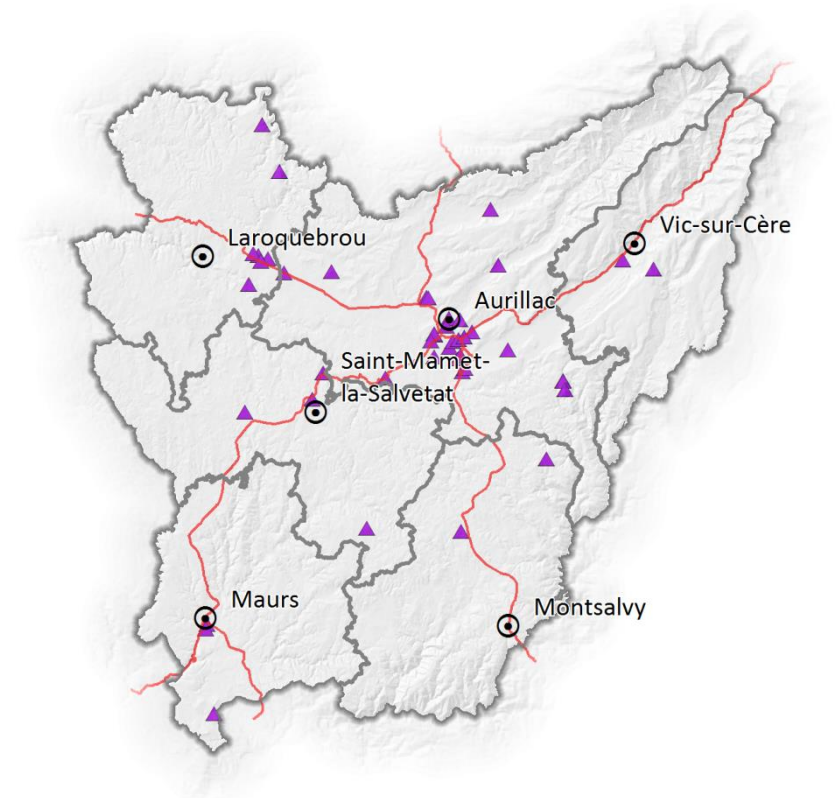 Laroquebrou
Vic-sur-Cère
Aurillac
Saint-Mamet-
la-Salvetat
Maurs
Montsalvy